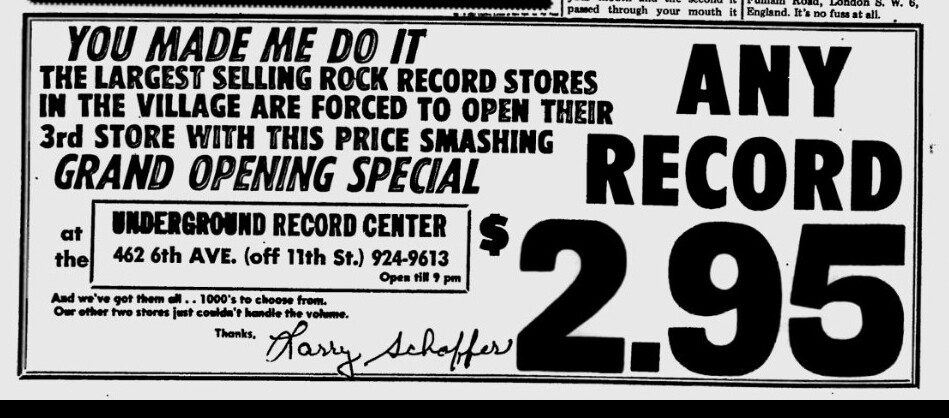 passed through your mouth it
Fulham Road, London S. W. 6,
England. It's no fuss at all.
YOU MADE ME DO IT
THE LARGEST SELLING ROCK RECORD STORES
IN THE VILLAGE ARE FORCED TO OPEN THEIR
3rd STORE WITH THIS PRICE SMASHING
GRAND OPENING SPECIAL
at
the
UNDERGROUND RECORD CENTER
462 6th AVE. (off 11th St.) 924-9613
Open till 9 pm
And we've got them all . . 1000's to choose from.
Our other two stores just couldn't handle the volume.
Thanks,
Harry Schaffer
ANY
RECORD
$2.95